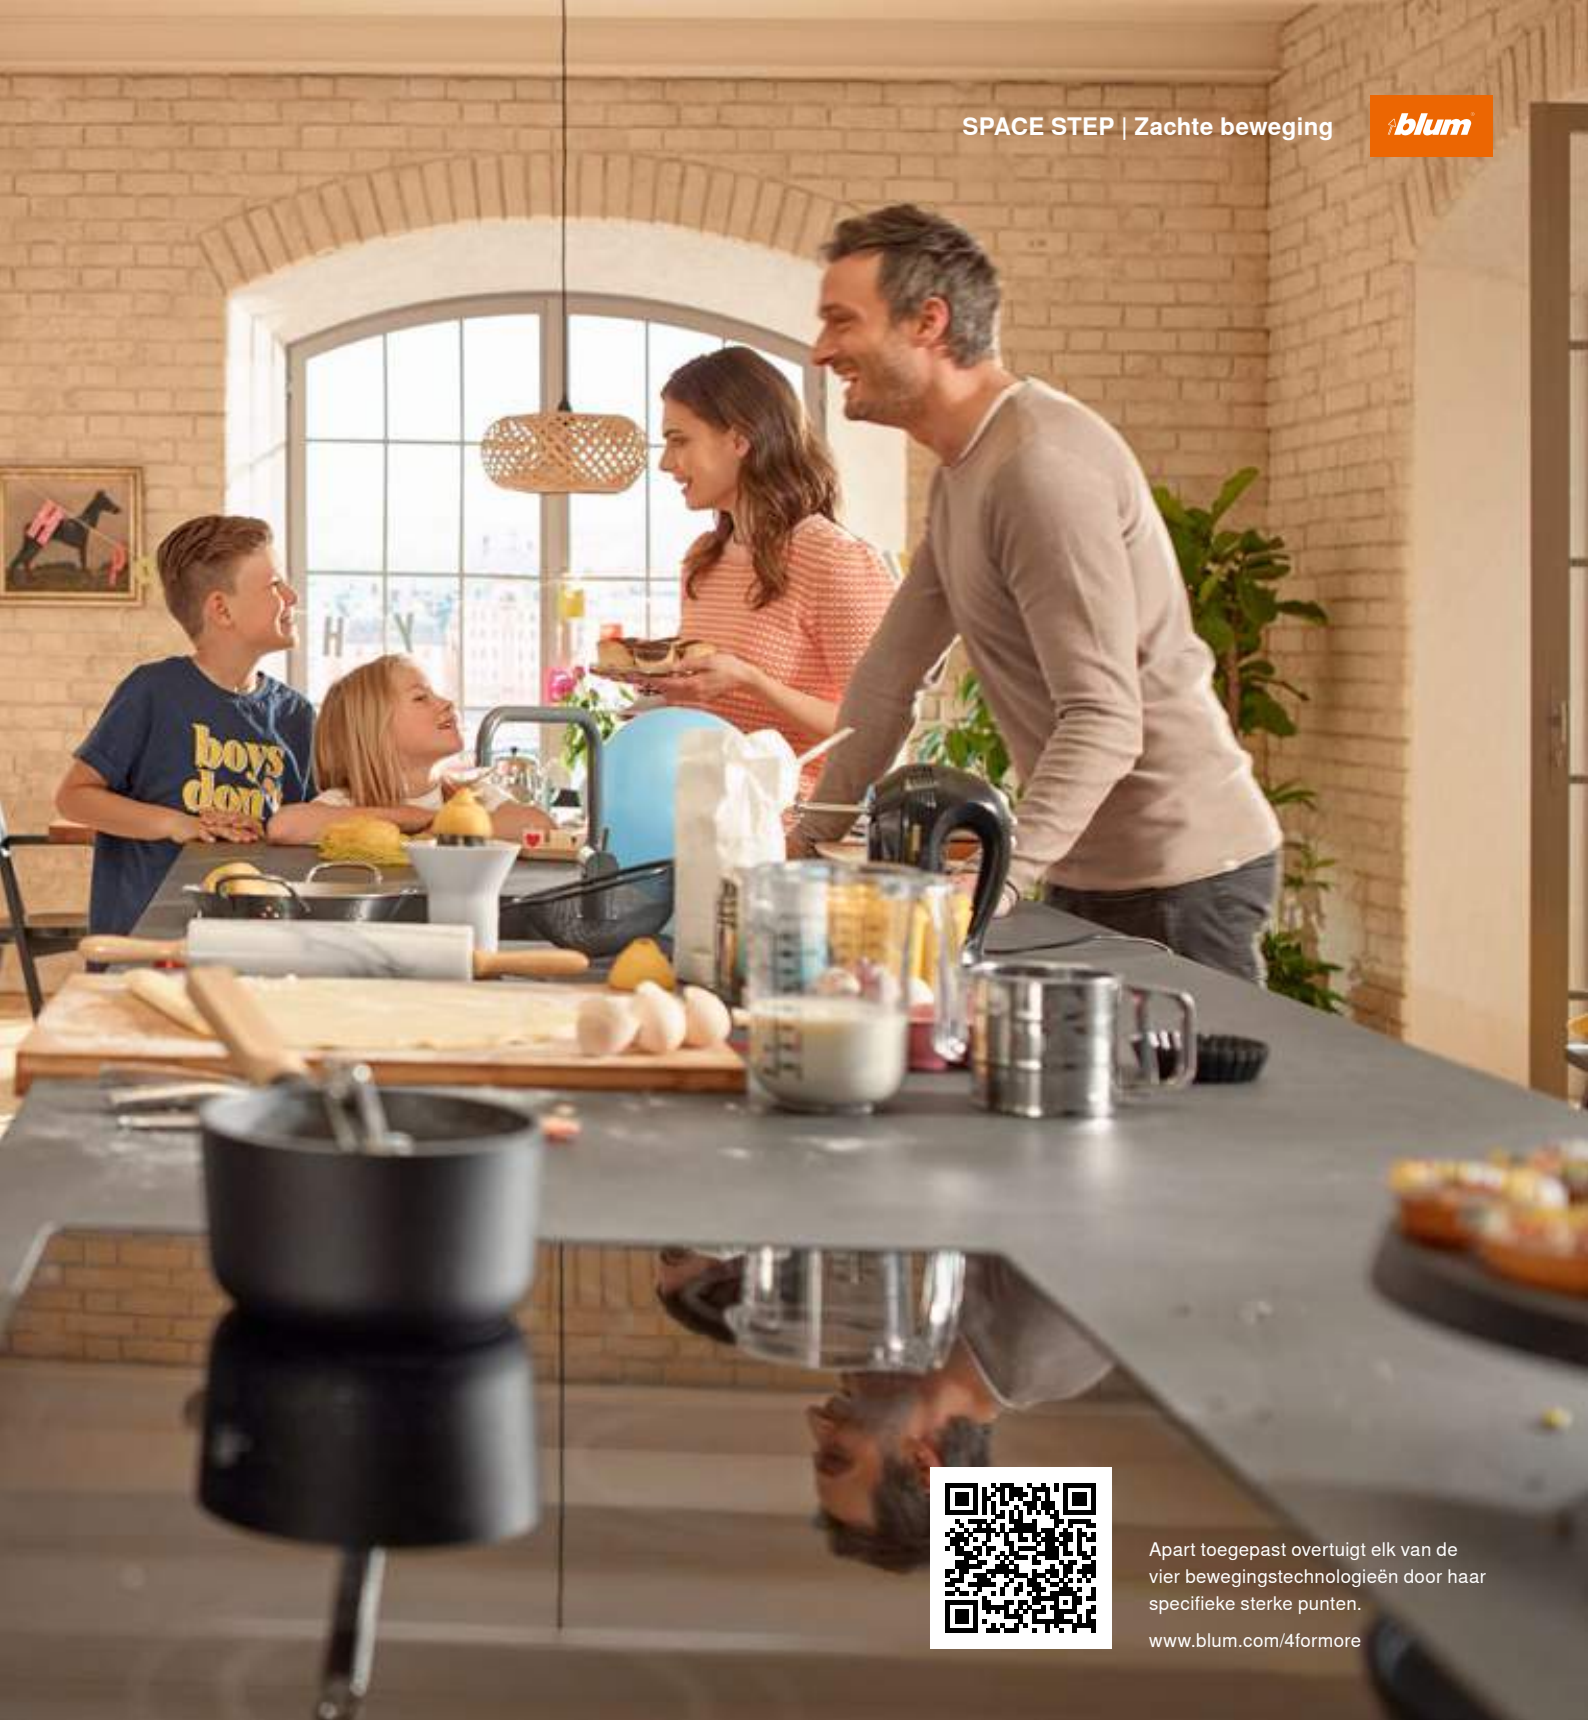 SPACE STEP | Zachte beweging
blum
H Y
boys
don't
Apart toegepast overtuigt elk van de
vier bewegingstechnologieën door haar
specifieke sterke punten.
www.blum.com/4formore